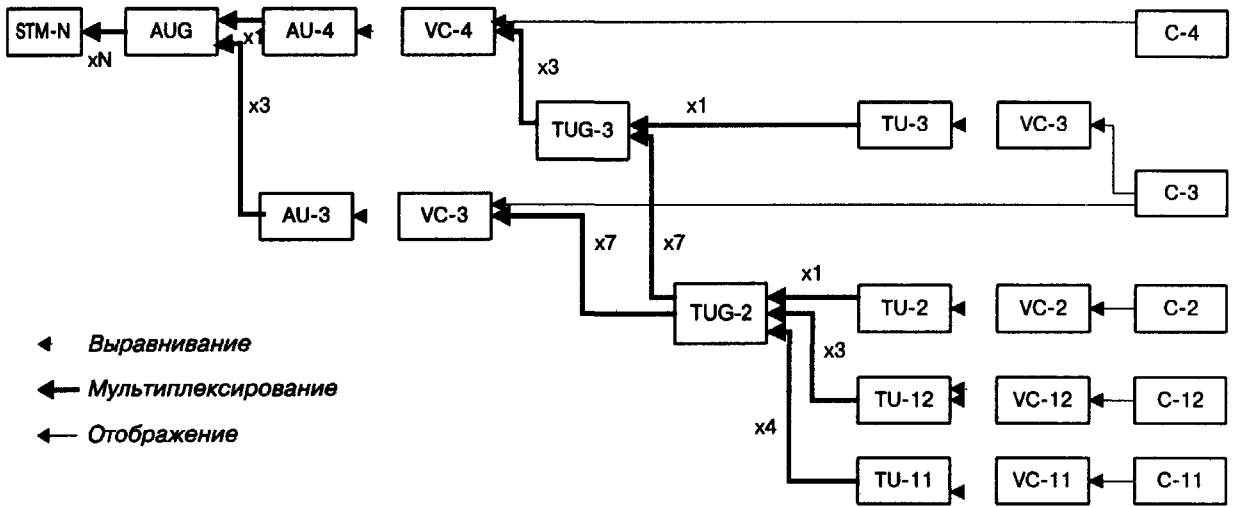 STM-N AUG AU-4 VC-4 C-4
xN x1
x3
x3
TUG-3 x1 TU-3 VC-3
C-3
AU-3 VC-3
x7 x7
TUG-2 x1 TU-2 VC-2 C-2
Выравнивание
x3
Мультиплексирование
TU-12 VC-12 C-12
x4
Отображение
TU-11 VC-11 C-11